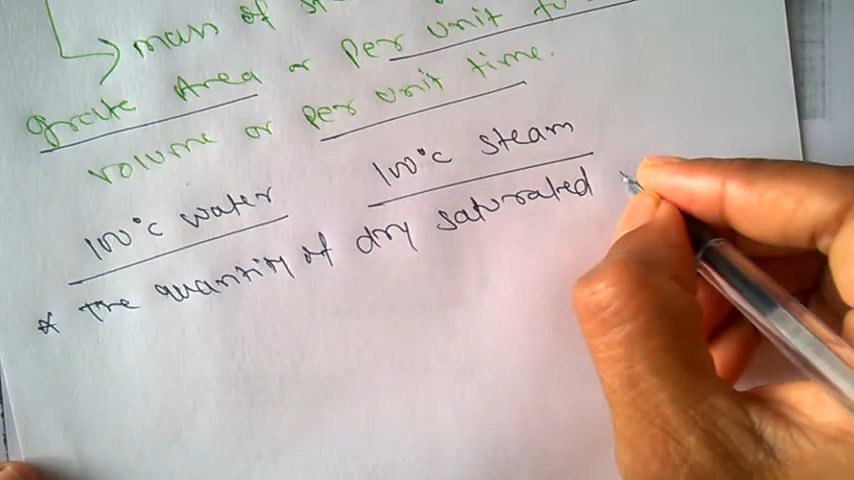 mass of
grate Area or per unit
volume or per unit time.
100°C water 100°C steam
* The quantity of dry saturated